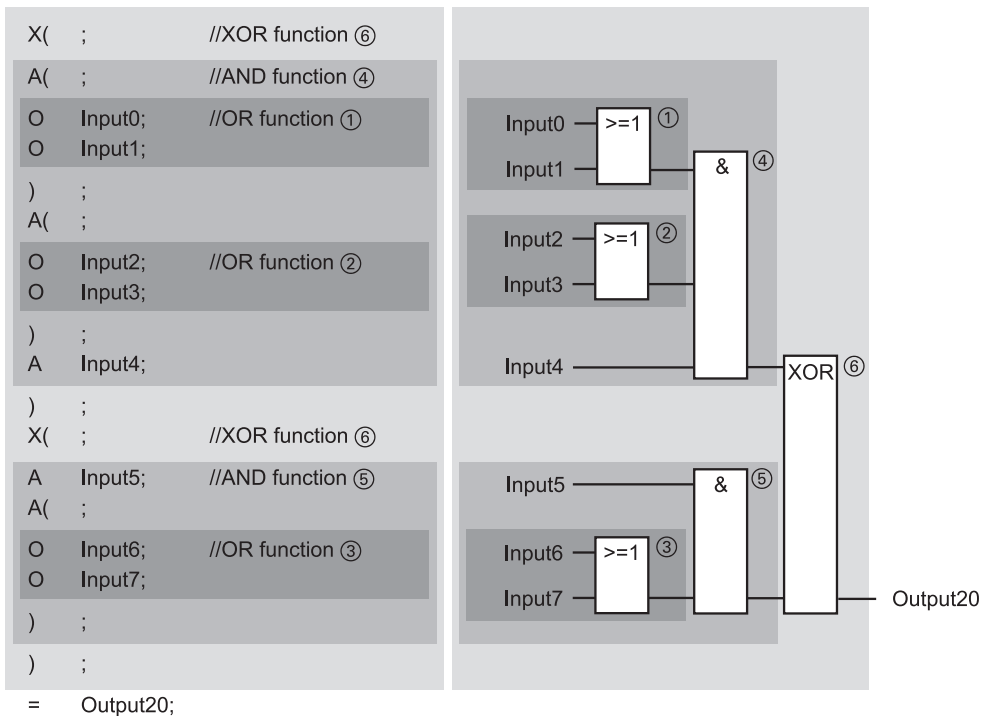 X( ; //XOR function ⑥
A( ; //AND function ④
O Input0; //OR function ①
O Input1;
) ;
A( ;
O Input2; //OR function ②
O Input3;
) ;
A Input4;
) ;
X( ; //XOR function ⑥
A Input5; //AND function ⑤
A( ;
O Input6; //OR function ③
O Input7;
) ;
) ;
= Output20;
Input0 >=1 ①
Input1 & ④
Input2 >=1 ②
Input3
Input4 XOR ⑥
Input5 & ⑤
Input6 >=1 ③
Input7 Output20